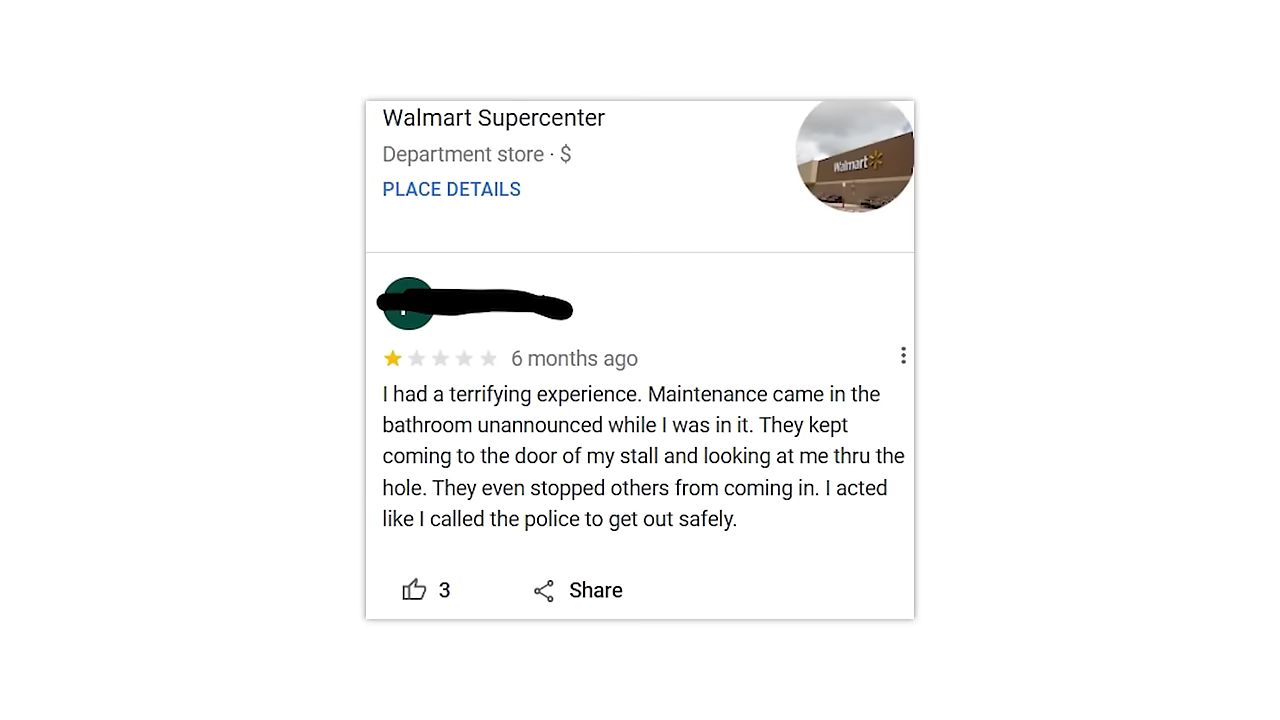 Walmart Supercenter
Department store · $
PLACE DETAILS
Walmart
6 months ago
I had a terrifying experience. Maintenance came in the
bathroom unannounced while I was in it. They kept
coming to the door of my stall and looking at me thru the
hole. They even stopped others from coming in. I acted
like I called the police to get out safely.
3
Share